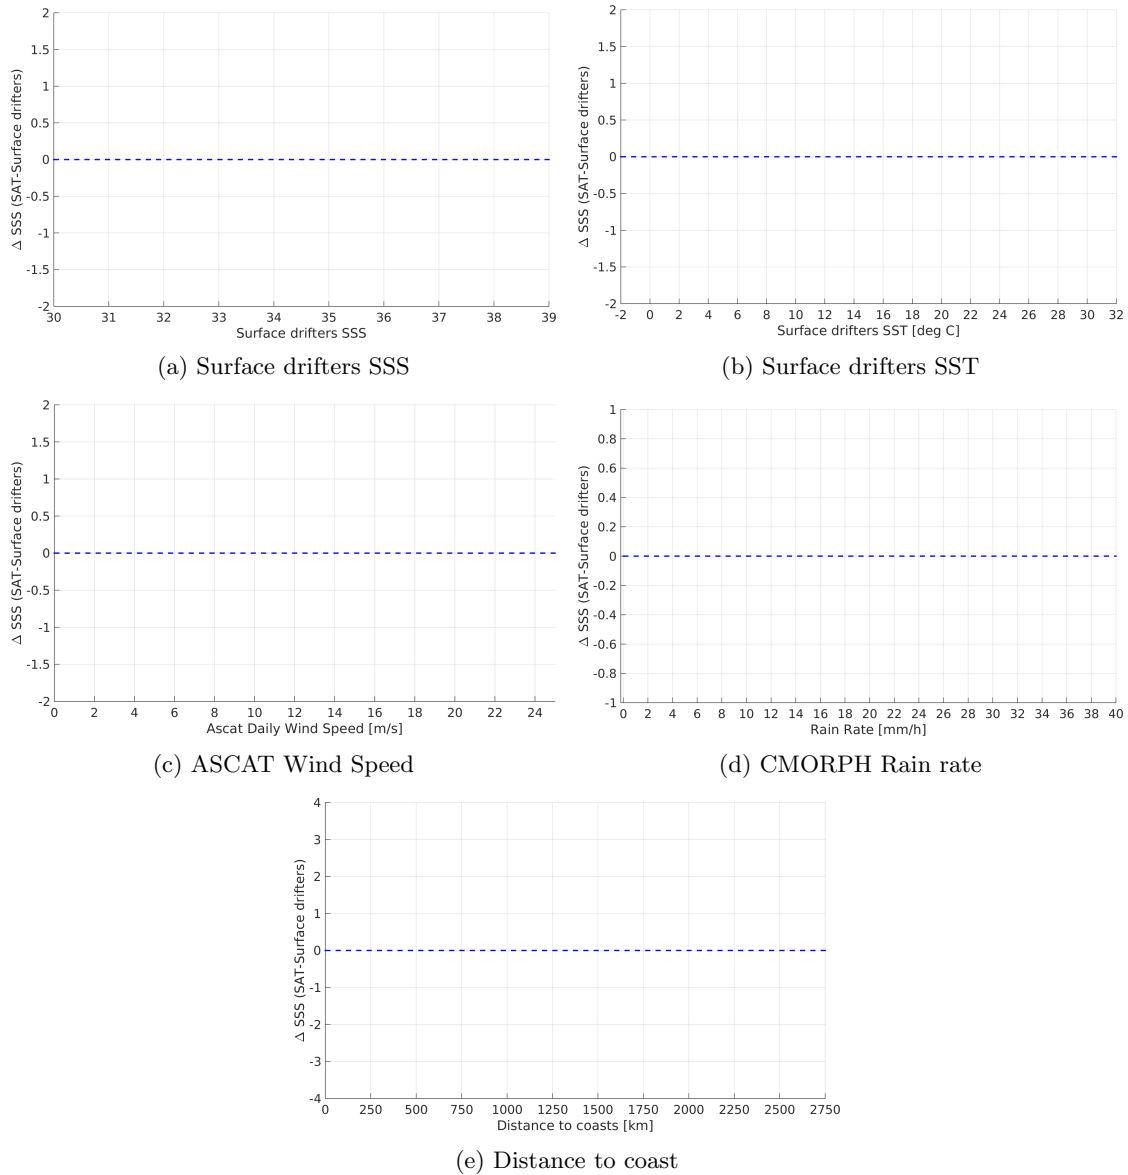 2
1.5
1
0.5
0
-0.5
-1
-1.5
-2
Δ SSS (SAT-Surface drifters)
30 31 32 33 34 35 36 37 38 39
Surface drifters SSS
(a) Surface drifters SSS
2
1.5
1
0.5
0
-0.5
-1
-1.5
-2
Δ SSS (SAT-Surface drifters)
-2 0 2 4 6 8 10 12 14 16 18 20 22 24 26 28 30 32
Surface drifters SST [deg C]
(b) Surface drifters SST
2
1.5
1
0.5
0
-0.5
-1
-1.5
-2
Δ SSS (SAT-Surface drifters)
0 2 4 6 8 10 12 14 16 18 20 22 24
Ascat Daily Wind Speed [m/s]
(c) ASCAT Wind Speed
1
0.8
0.6
0.4
0.2
0
-0.2
-0.4
-0.6
-0.8
-1
Δ SSS (SAT-Surface drifters)
0 2 4 6 8 10 12 14 16 18 20 22 24 26 28 30 32 34 36 38 40
Rain Rate [mm/h]
(d) CMORPH Rain rate
4
3
2
1
0
-1
-2
-3
-4
Δ SSS (SAT-Surface drifters)
0 250 500 750 1000 1250 1500 1750 2000 2250 2500 2750
Distance to coasts [km]
(e) Distance to coast